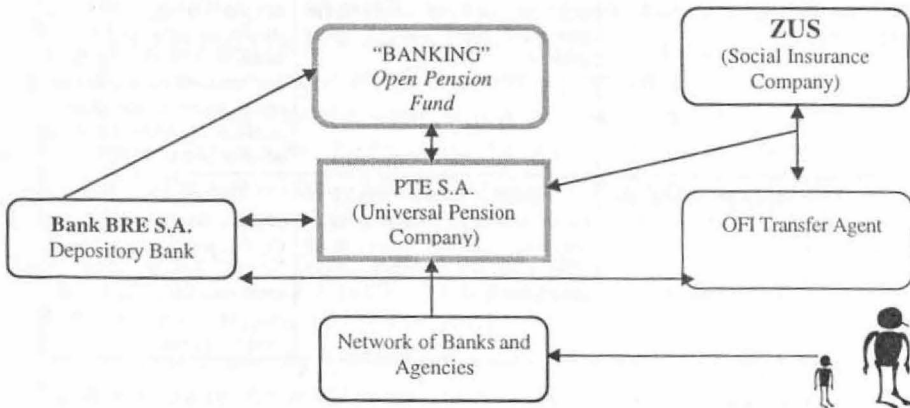 “BANKING”
Open Pension
Fund
ZUS
(Social Insurance
Company)
PTE S.A.
(Universal Pension
Company)
Bank BRE S.A.
Depository Bank
OFI Transfer Agent
Network of Banks and
Agencies